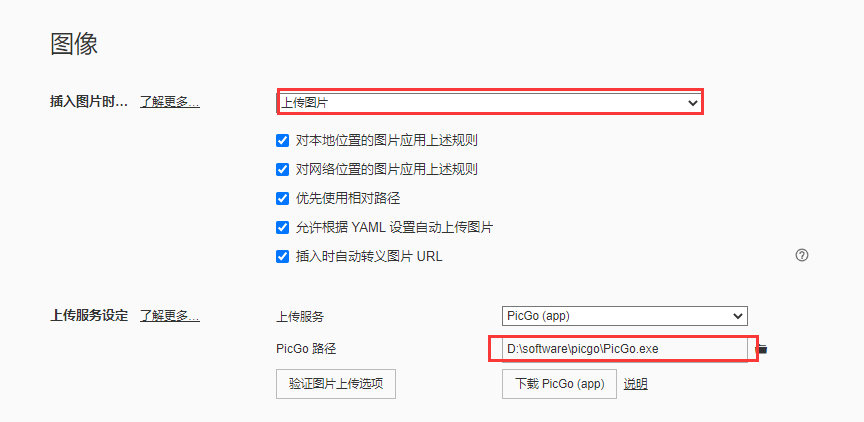 图像
插入图片时… 了解更多… 上传图片
对本地位置的图片应用上述规则
对网络位置的图片应用上述规则
优先使用相对路径
允许根据 YAML 设置自动上传图片
插入时自动转义图片 URL ?
上传服务设定 了解更多… 上传服务 PicGo (app)
PicGo 路径 D:\software\picgo\PicGo.exe
验证图片上传选项 下载 PicGo (app) 说明